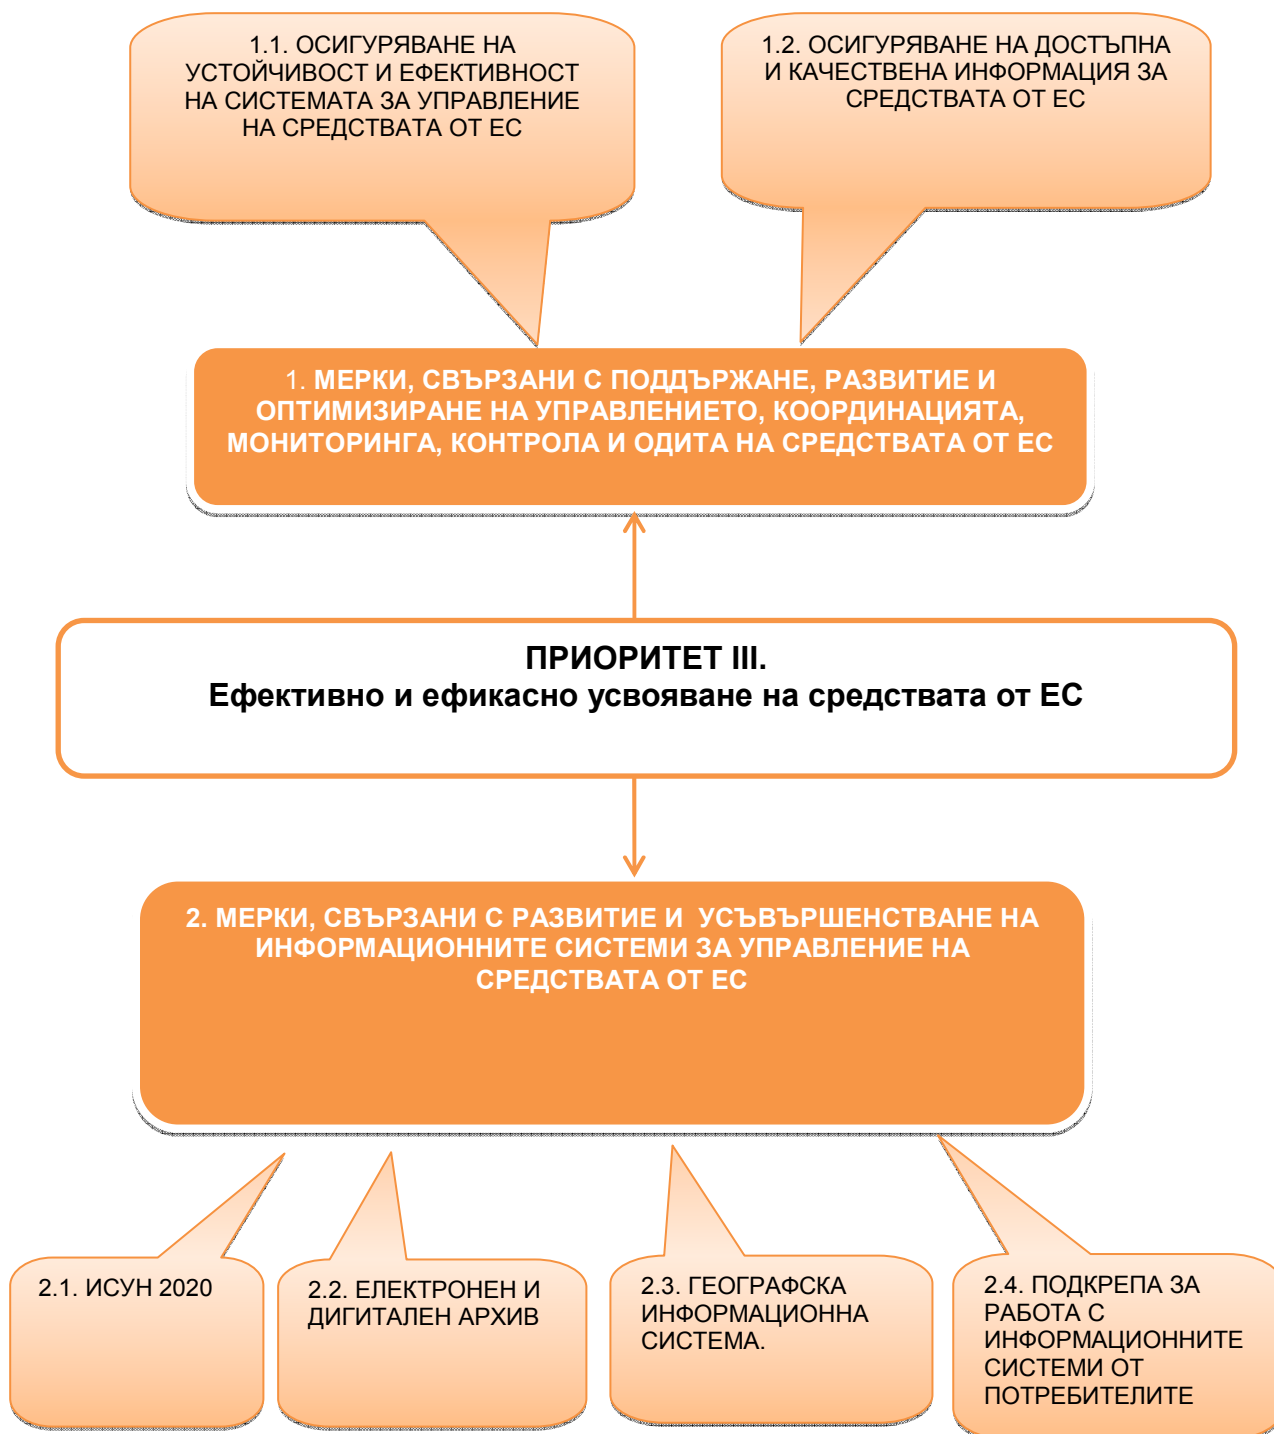 1.1. ОСИГУРЯВАНЕ НА
УСТОЙЧИВОСТ И ЕФЕКТИВНОСТ
НА СИСТЕМАТА ЗА УПРАВЛЕНИЕ
НА СРЕДСТВАТА ОТ ЕС
1.2. ОСИГУРЯВАНЕ НА ДОСТЪПНА
И КАЧЕСТВЕНА ИНФОРМАЦИЯ ЗА
СРЕДСТВАТА ОТ ЕС
1. МЕРКИ, СВЪРЗАНИ С ПОДДЪРЖАНЕ, РАЗВИТИЕ И
ОПТИМИЗИРАНЕ НА УПРАВЛЕНИЕТО, КООРДИНАЦИЯТА,
МОНИТОРИНГА, КОНТРОЛА И ОДИТА НА СРЕДСТВАТА ОТ ЕС
ПРИОРИТЕТ III.
Ефективно и ефикасно усвояване на средствата от ЕС
2. МЕРКИ, СВЪРЗАНИ С РАЗВИТИЕ И УСЪВЪРШЕНСТВАНЕ НА
ИНФОРМАЦИОННИТЕ СИСТЕМИ ЗА УПРАВЛЕНИЕ НА
СРЕДСТВАТА ОТ ЕС
2.1. ИСУН 2020
2.2. ЕЛЕКТРОНЕН И
ДИГИТАЛЕН АРХИВ
2.3. ГЕОГРАФСКА
ИНФОРМАЦИОННА
СИСТЕМА.
2.4. ПОДКРЕПА ЗА
РАБОТА С
ИНФОРМАЦИОННИТЕ
СИСТЕМИ ОТ
ПОТРЕБИТЕЛИТЕ